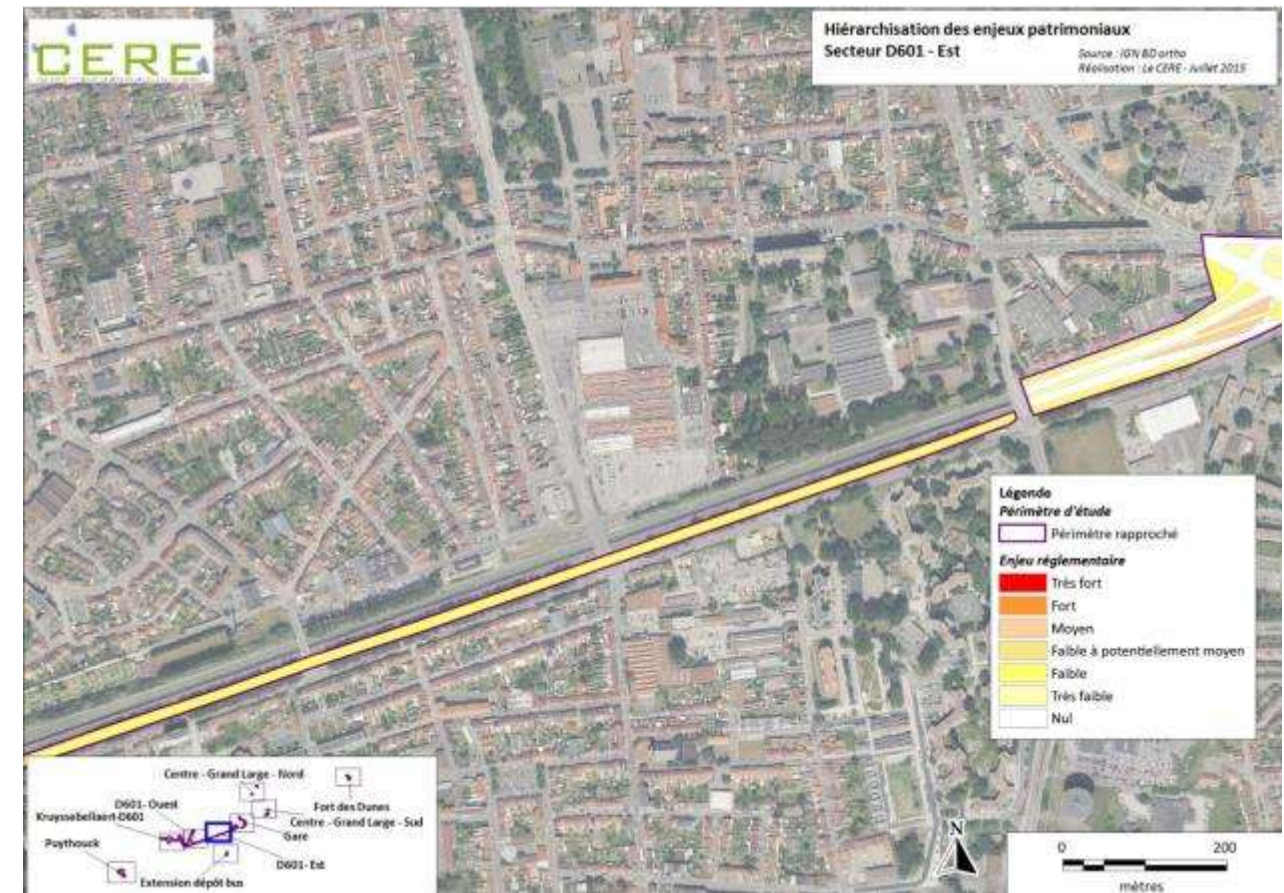 CERE
Hiérarchisation des enjeux patrimoniaux
Secteur D601 - Est
Source : IGN BD ortho
Réalisation : Le CERE - Juillet 2015
Légende
Périmètre d'étude
Périmètre rapproché
Enjeu réglementaire
Très fort
Fort
Moyen
Faible à potentiellement moyen
Faible
Très faible
Nul
Centre - Grand Large - Nord
Fort des Dunes
D601- Ouest
Kruyssebellaert-D601
Centre - Grand Large - Sud
Gare
Puythouck
D601- Est
Extension dépôt bus
N
0 200
mètres